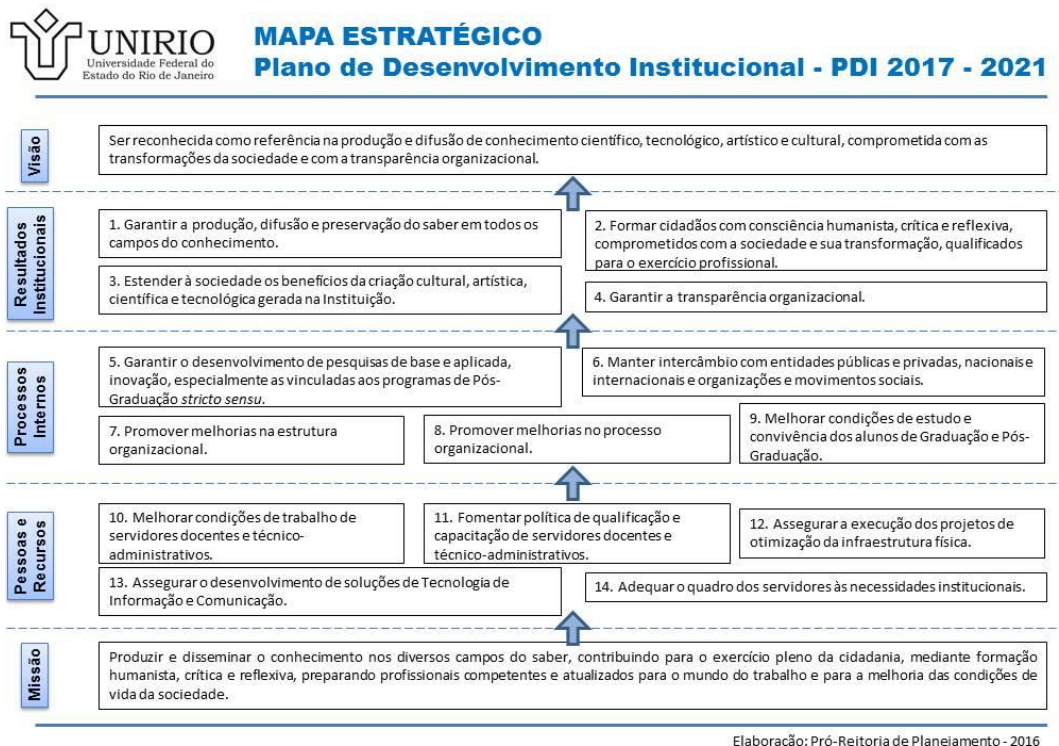 UNIRIO
Universidade Federal do
Estado do Rio de Janeiro
MAPA ESTRATÉGICO
Plano de Desenvolvimento Institucional - PDI 2017 - 2021
Visão
Ser reconhecida como referência na produção e difusão de conhecimento científico, tecnológico, artístico e cultural, comprometida com as
transformações da sociedade e com a transparência organizacional.
Resultados
Institucionais
1. Garantir a produção, difusão e preservação do saber em todos os
campos do conhecimento.
2. Formar cidadãos com consciência humanista, crítica e reflexiva,
comprometidos com a sociedade e sua transformação, qualificados
para o exercício profissional.
3. Estender à sociedade os benefícios da criação cultural, artística,
científica e tecnológica gerada na Instituição.
4. Garantir a transparência organizacional.
Processos
Internos
5. Garantir o desenvolvimento de pesquisas de base e aplicada,
inovação, especialmente as vinculadas aos programas de Pós-
Graduação stricto sensu.
6. Manter intercâmbio com entidades públicas e privadas, nacionais e
internacionais e organizações e movimentos sociais.
7. Promover melhorias na estrutura
organizacional.
8. Promover melhorias no processo
organizacional.
9. Melhorar condições de estudo e
convivência dos alunos de Graduação e Pós-
Graduação.
Pessoas e
Recursos
10. Melhorar condições de trabalho de
servidores docentes e técnico-
administrativos.
11. Fomentar política de qualificação e
capacitação de servidores docentes e
técnico-administrativos.
12. Assegurar a execução dos projetos de
otimização da infraestrutura física.
13. Assegurar o desenvolvimento de soluções de Tecnologia de
Informação e Comunicação.
14. Adequar o quadro dos servidores às necessidades institucionais.
Missão
Produzir e disseminar o conhecimento nos diversos campos do saber, contribuindo para o exercício pleno da cidadania, mediante formação
humanista, crítica e reflexiva, preparando profissionais competentes e atualizados para o mundo do trabalho e para a melhoria das condições de
vida da sociedade.
Elaboração: Pró-Reitoria de Planejamento - 2016